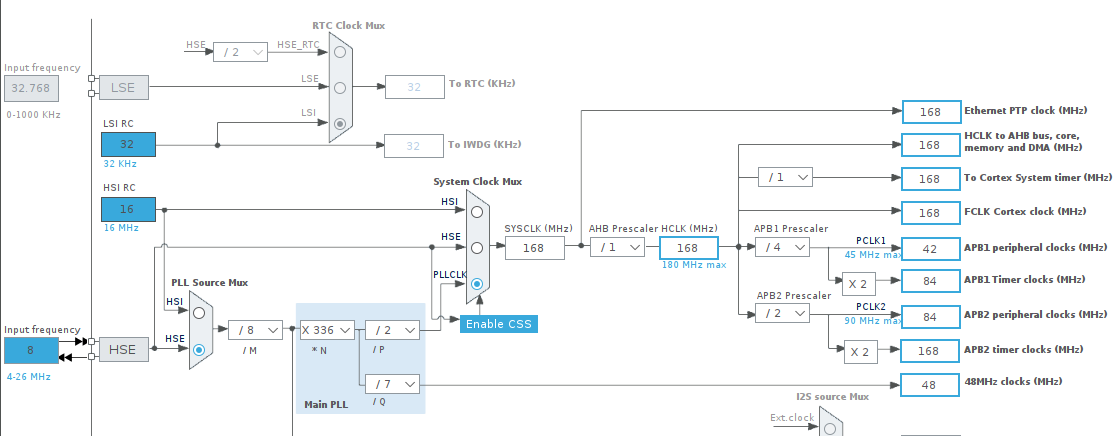 RTC Clock Mux
HSE
/ 2
HSE_RTC
Input frequency
32.768
0-1000 KHz
LSE
LSE
32
To RTC (KHz)
LSI
LSI RC
32
32 KHz
32
To IWDG (KHz)
HSI RC
16
16 MHz
System Clock Mux
HSI
HSE
PLLCLK
SYSCLK (MHz)
168
AHB Prescaler
/ 1
HCLK (MHz)
168
180 MHz max
168
Ethernet PTP clock (MHz)
168
HCLK to AHB bus, core,
memory and DMA (MHz)
/ 1
168
To Cortex System timer (MHz)
168
FCLK Cortex clock (MHz)
APB1 Prescaler
/ 4
PCLK1
45 MHz max
42
APB1 peripheral clocks (MHz)
X 2
84
APB1 Timer clocks (MHz)
APB2 Prescaler
/ 2
PCLK2
90 MHz max
84
APB2 peripheral clocks (MHz)
X 2
168
APB2 timer clocks (MHz)
48
48MHz clocks (MHz)
PLL Source Mux
HSI
HSE
Input frequency
8
4-26 MHz
HSE
/ 8
/ M
X 336
* N
/ 2
/ P
/ 7
/ Q
Main PLL
Enable CSS
I2S source Mux
Ext.clock